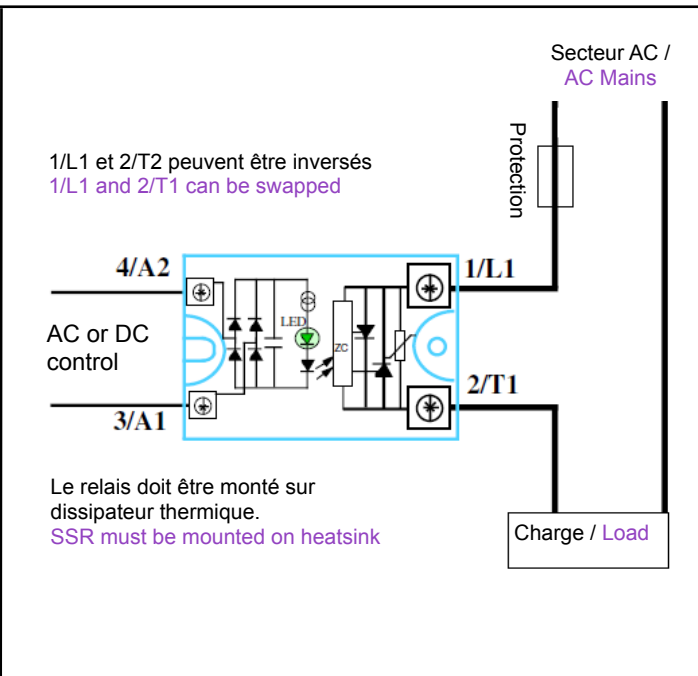 Secteur AC /
AC Mains
Protection
1/L1 et 2/T2 peuvent être inversés
1/L1 and 2/T1 can be swapped
4/A2
1/L1
LED
ZC
AC or DC
control
3/A1
2/T1
Le relais doit être monté sur
dissipateur thermique.
SSR must be mounted on heatsink
Charge / Load